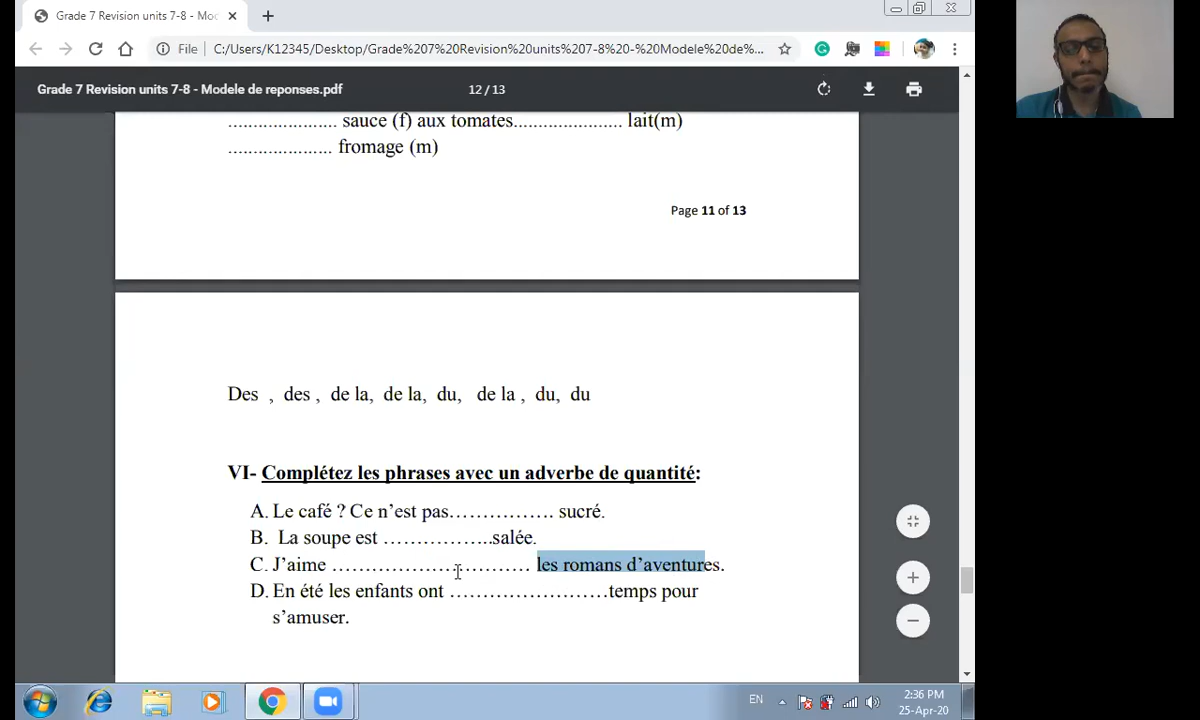 Grade 7 Revision units 7-8 - Mod
File C:/Users/K12345/Desktop/Grade%207%20Revision%20units%207-8%20-%20Modele%20de%...
Grade 7 Revision units 7-8 - Modele de reponses.pdf 12 / 13
..................... sauce (f) aux tomates..................... lait(m)
.................... fromage (m)
Page 11 of 13
Des , des , de la, de la, du, de la , du, du
VI- Complétez les phrases avec un adverbe de quantité:
A. Le café ? Ce n’est pas……………. sucré.
B. La soupe est ……………..salée.
C. J’aime ………………………… les romans d’aventures.
D. En été les enfants ont ……………………temps pour
s’amuser.
EN
2:36 PM
25-Apr-20